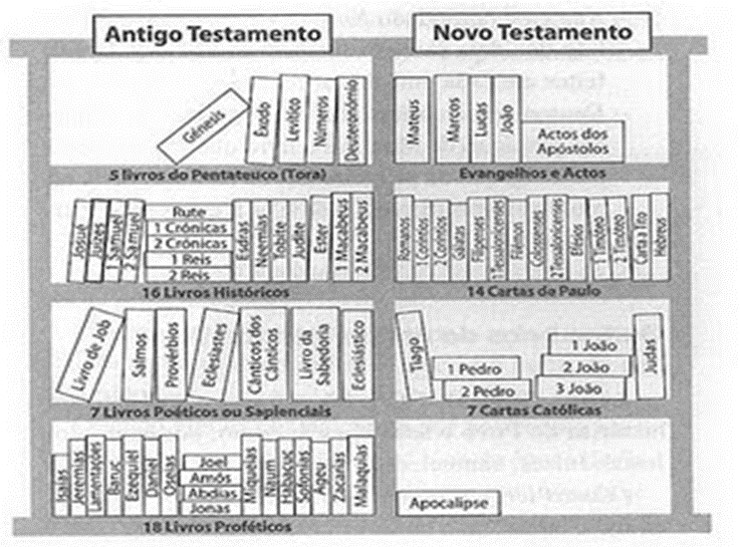 Antigo Testamento
Génesis
Êxodo
Levítico
Números
Deuteronómio
5 livros do Pentateuco (Tora)
Josué
Juízes
1 Samuel
2 Samuel
Rute
1 Crónicas
2 Crónicas
1 Reis
2 Reis
Esdras
Neemias
Tobite
Judite
Ester
1 Macabeus
2 Macabeus
16 Livros Históricos
Livro de Job
Salmos
Provérbios
Eclesiastes
Cânticos dos
Cânticos
Livro da
Sabedoria
Eclesiástico
7 Livros Poéticos ou Sapienciais
Isaías
Jeremias
Lamentações
Baruc
Ezequiel
Daniel
Oseias
Joel
Amós
Abdias
Jonas
Miqueias
Naum
Habacuc
Sofonias
Ageu
Zacarias
Malaquias
18 Livros Proféticos
Novo Testamento
Mateus
Marcos
Lucas
João
Actos dos
Apóstolos
Evangelhos e Actos
Romanos
1 Coríntios
2 Coríntios
Gálatas
Filipenses
1 Tessalonicenses
Filémon
Colossenses
2 Tessalonicenses
Efésios
1 Timóteo
2 Timóteo
Carta a Tito
Hebreus
14 Cartas de Paulo
Tiago
1 Pedro
2 Pedro
1 João
2 João
3 João
Judas
7 Cartas Católicas
Apocalipse